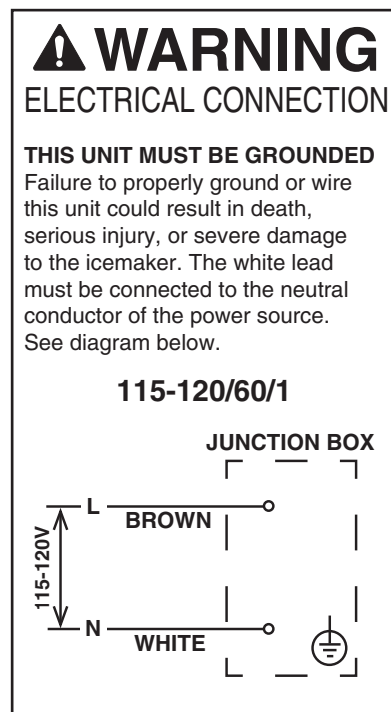 WARNING
ELECTRICAL CONNECTION
THIS UNIT MUST BE GROUNDED
Failure to properly ground or wire
this unit could result in death,
serious injury, or severe damage
to the icemaker. The white lead
must be connected to the neutral
conductor of the power source.
See diagram below.
115-120/60/1
JUNCTION BOX
L
BROWN
115-120V
N
WHITE